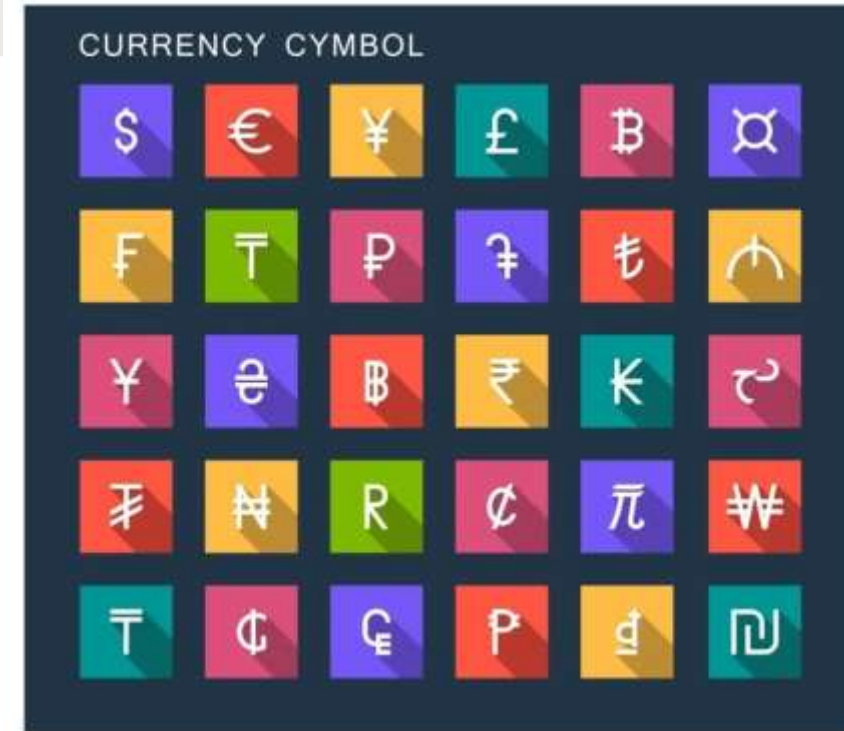 CURRENCY CYMBOL
$ € ¥ £ ₿ ¤
₣ ₸ ₽ ₮ ₺ ₼
¥ ₴ ฿ ₹ ₭
₮ ₦ R ₵ ₩
₸ ₲ ₠ ₱ ₫ ₪